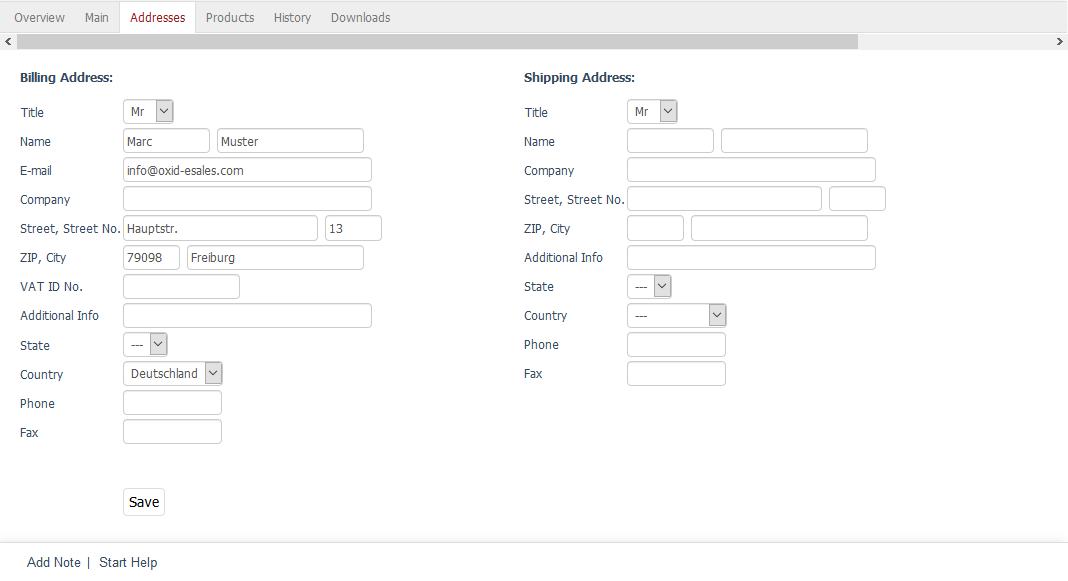 Overview Main Addresses Products History Downloads
Billing Address:
Title Mr
Name Marc Muster
E-mail info@oxid-esales.com
Company
Street, Street No. Hauptstr. 13
ZIP, City 79098 Freiburg
VAT ID No.
Additional Info
State ---
Country Deutschland
Phone
Fax
Save
Shipping Address:
Title Mr
Name
Company
Street, Street No.
ZIP, City
Additional Info
State ---
Country ---
Phone
Fax
Add Note | Start Help